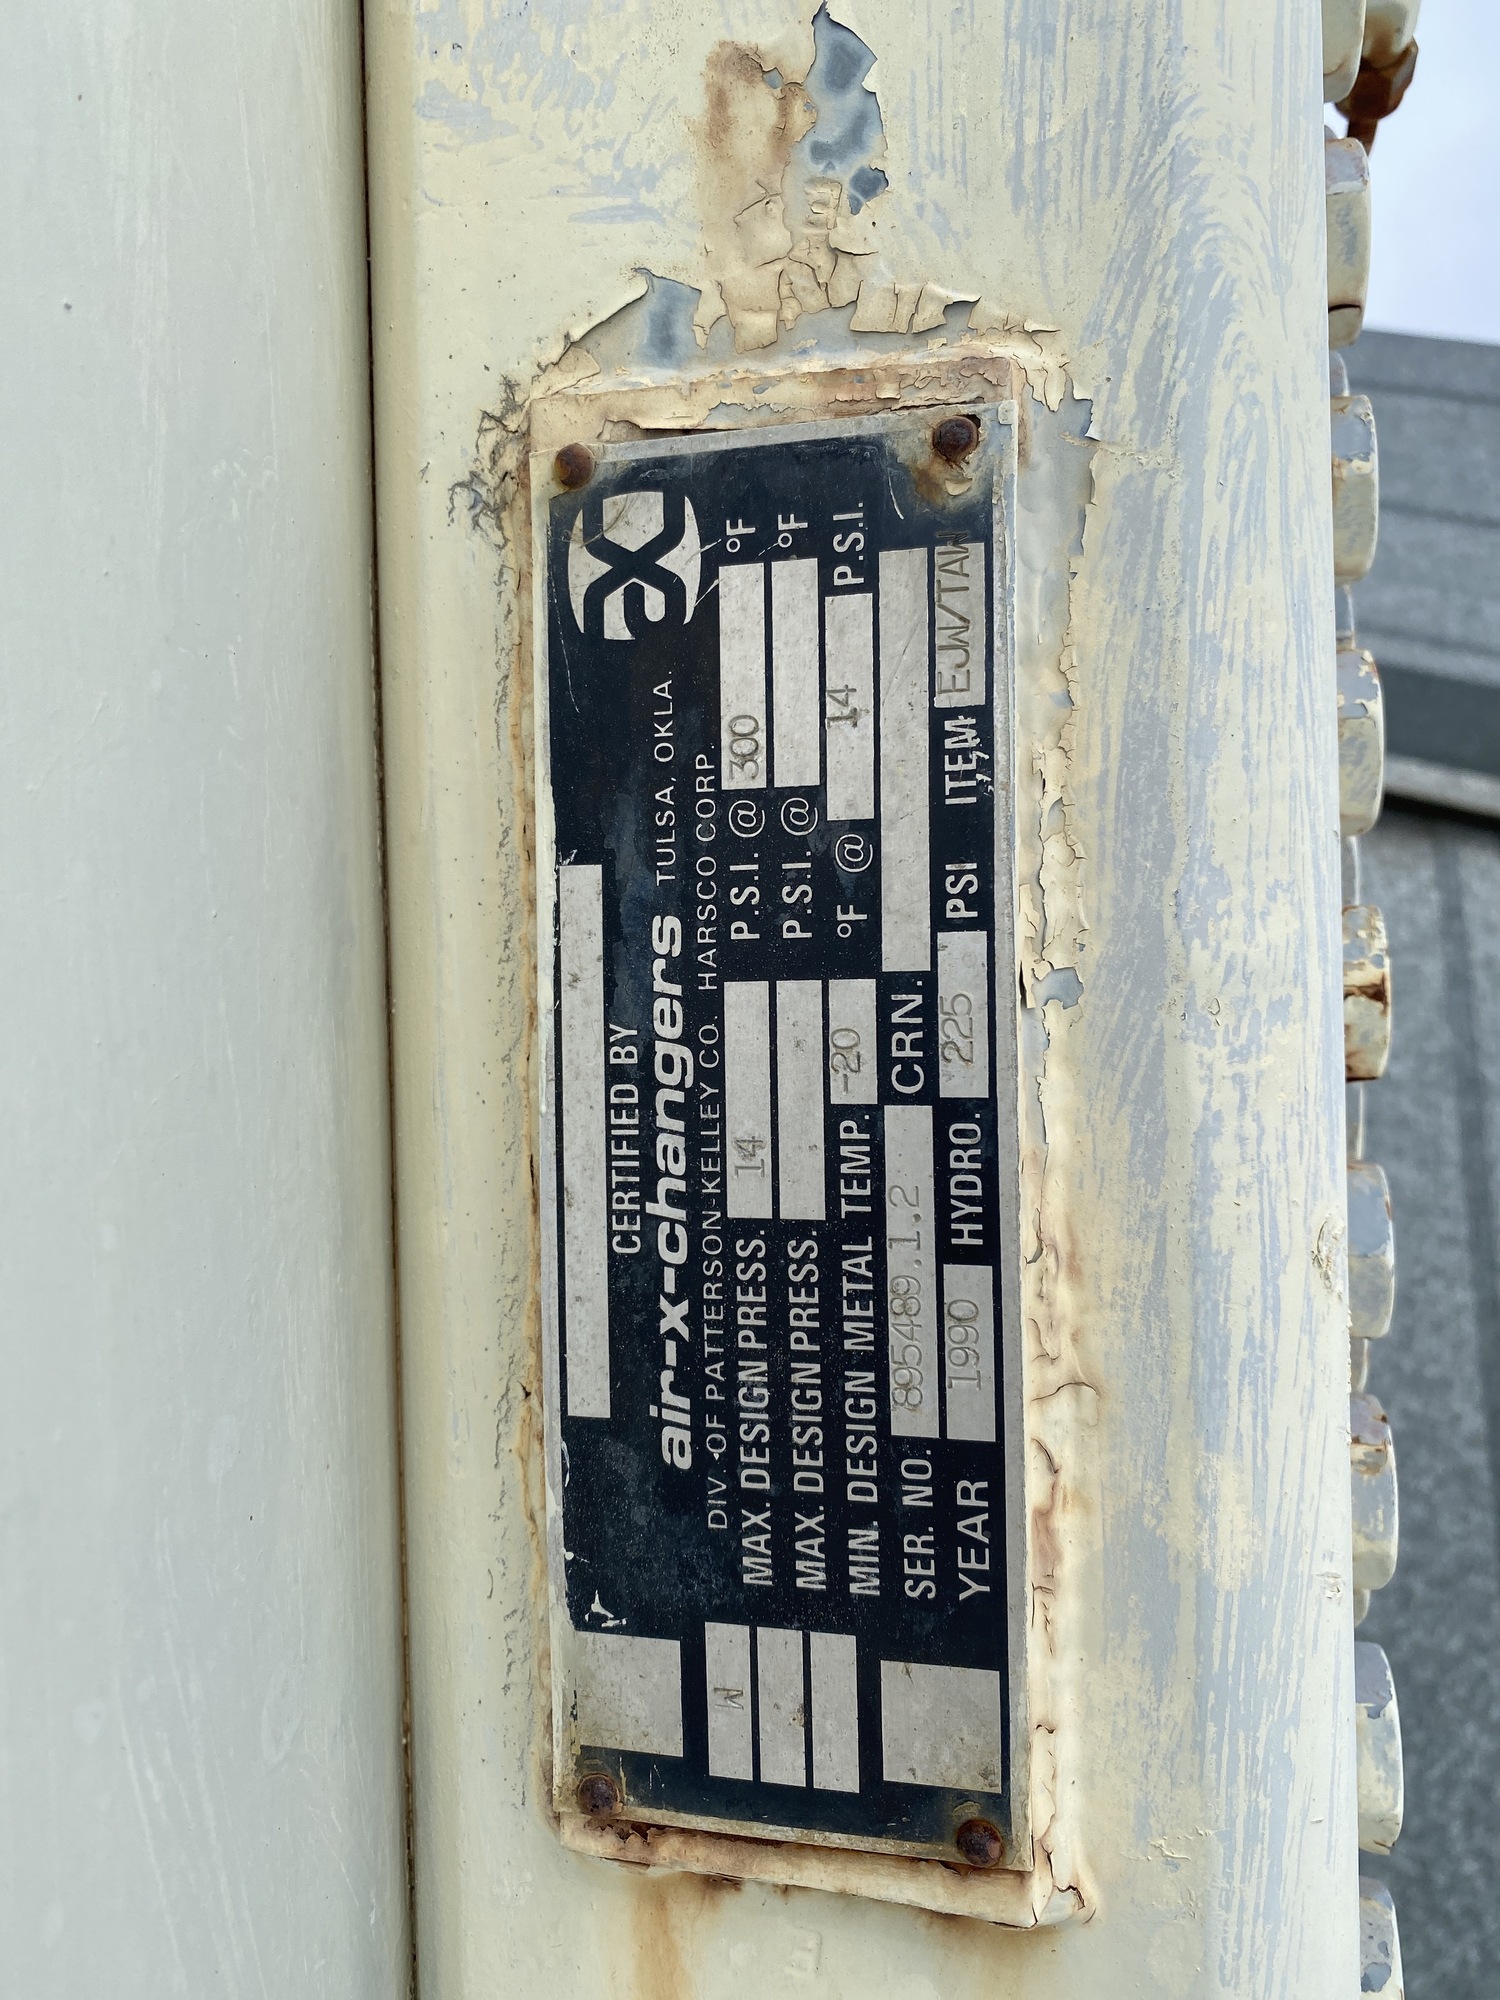 CERTIFIED BY
air-x-changers TULSA, OKLA
DIV. OF PATTERSON-KELLEY CO. HARSCO CORP.
W MAX. DESIGN PRESS. 14 P.S.I. @ 300 °F
MAX. DESIGN PRESS. P.S.I. @ °F
MIN. DESIGN METAL TEMP. -20 °F @ 14 P.S.I.
SER. NO. 895489.1.2 CRN.
YEAR 1990 HYDRO. 225 PSI ITEM EJW/TAW